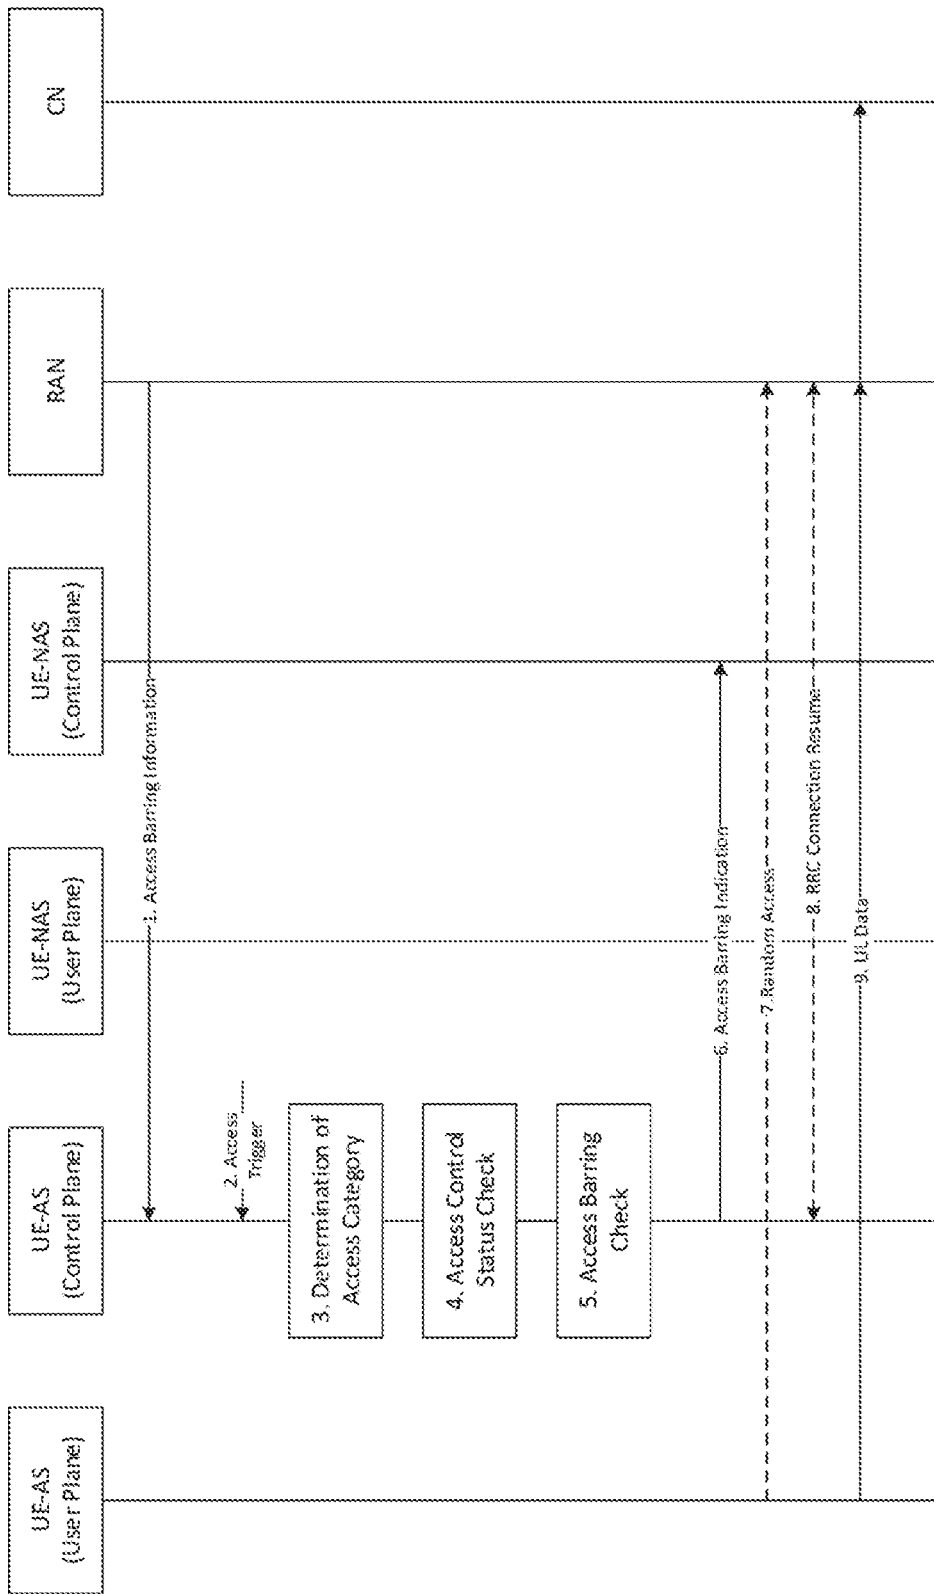 UE-AS
(User Plane)
UE-AS
(Control Plane)
UE-NAS
(User Plane)
UE-NAS
(Control Plane)
RAN
CN
1. Access Barring Information
2. Access
Trigger
3. Determination of
Access Category
4. Access Control
Status Check
5. Access Barring
Check
6. Access Barring Indication
7. Random Access
8. RRC Connection Resume
9. UL Data